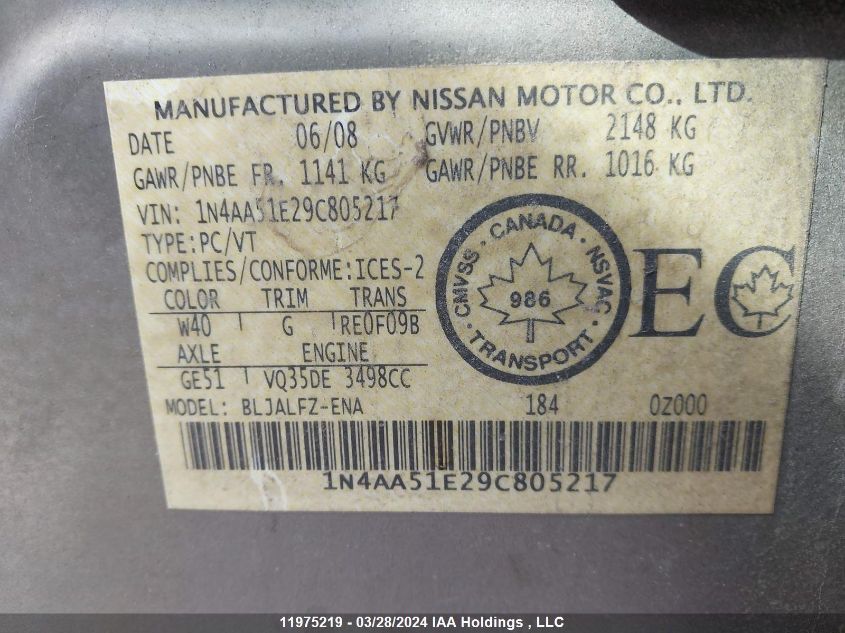 MANUFACTURED BY NISSAN MOTOR CO., LTD.
DATE 06/08 GVWR/PNBV 2148 KG
GAWR/PNBE FR. 1141 KG GAWR/PNBE RR. 1016 KG
VIN: 1N4AA51E29C805217
TYPE:PC/VT
COMPLIES/CONFORME:ICES-2
COLOR TRIM TRANS
W40 G RE0F09B
AXLE ENGINE
GE51 VQ35DE 3498CC
MODEL: BLJALFZ-ENA 184 0Z000
CMVSS · CANADA · NSVAC · TRANSPORT ·
986
EC
1N4AA51E29C805217
11975219 - 03/28/2024 IAA Holdings , LLC